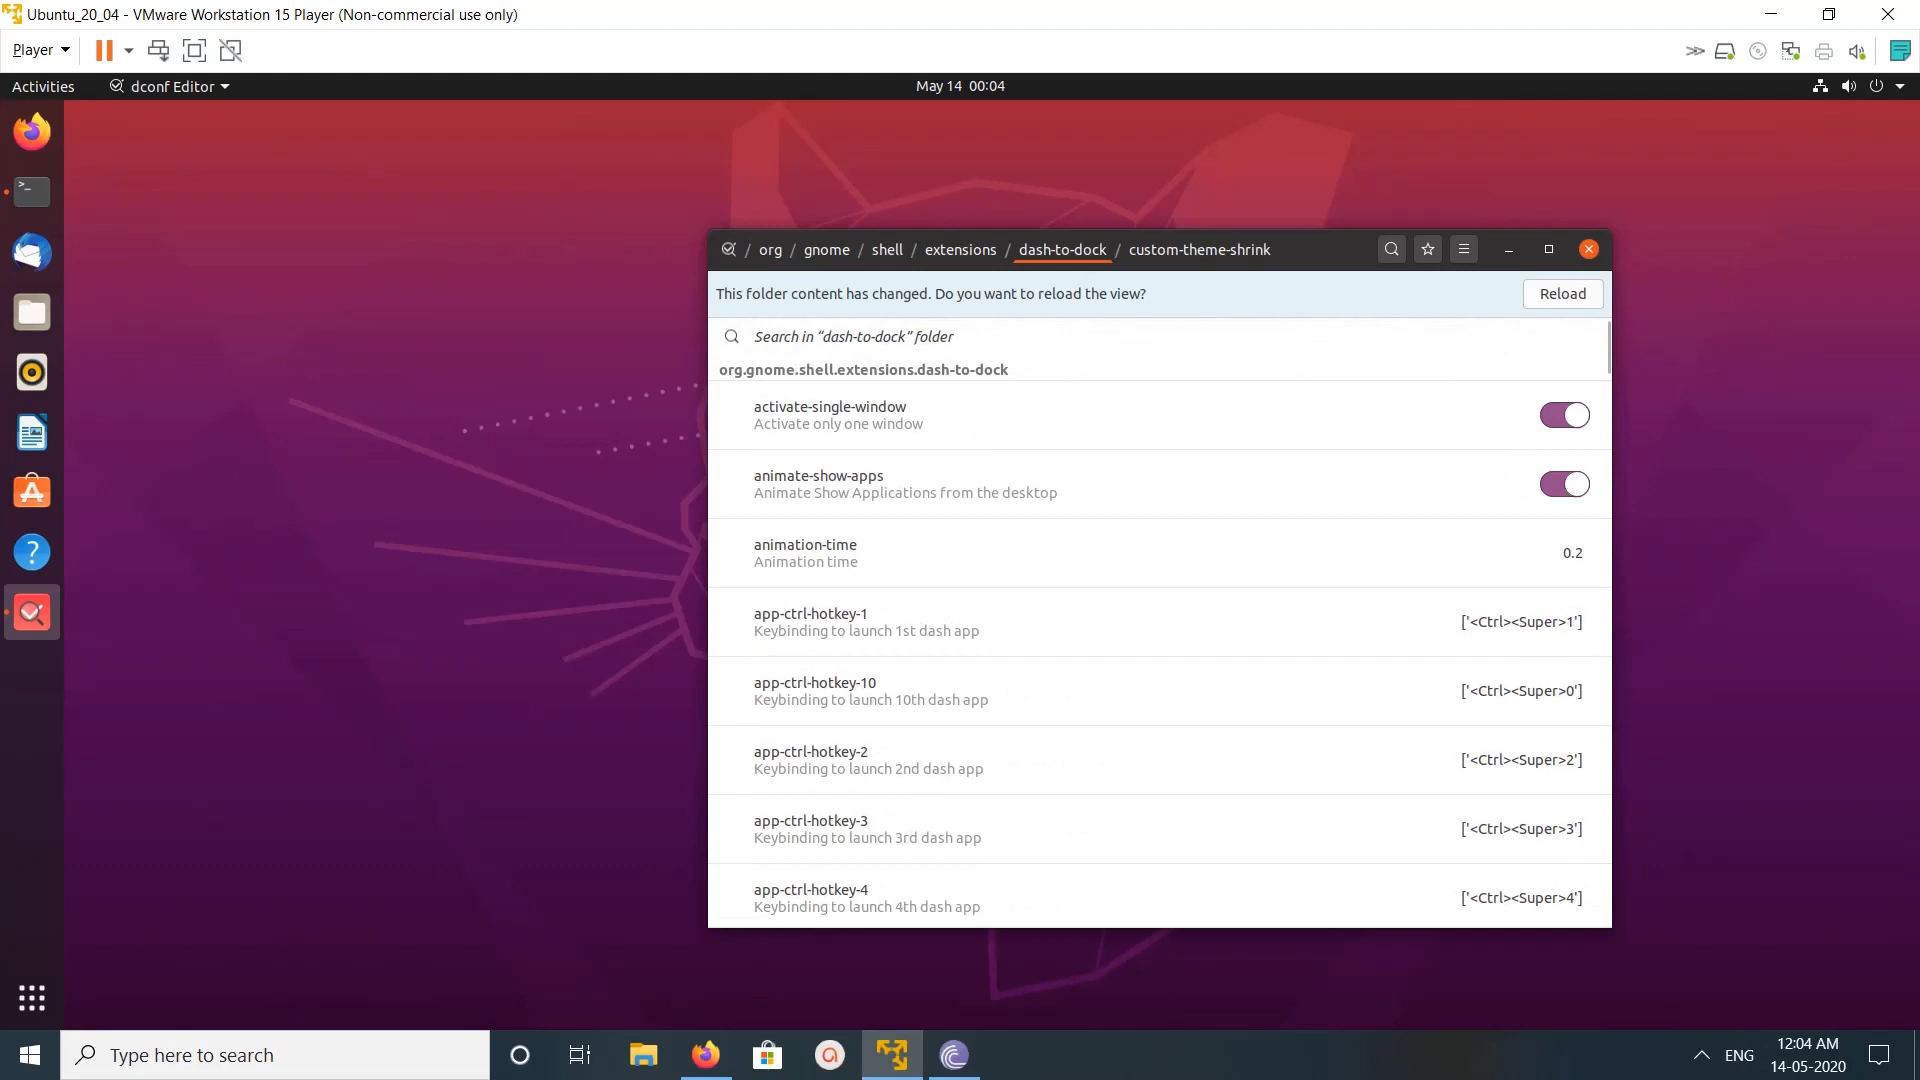 Ubuntu_20_04 - VMware Workstation 15 Player (Non-commercial use only)
Player
Activities
dconf Editor
May 14 00:04
/ org / gnome / shell / extensions / dash-to-dock / custom-theme-shrink
This folder content has changed. Do you want to reload the view?
Reload
Search in “dash-to-dock” folder
org.gnome.shell.extensions.dash-to-dock
activate-single-window
Activate only one window
animate-show-apps
Animate Show Applications from the desktop
animation-time
Animation time
0.2
app-ctrl-hotkey-1
Keybinding to launch 1st dash app
['<Ctrl><Super>1']
app-ctrl-hotkey-10
Keybinding to launch 10th dash app
['<Ctrl><Super>0']
app-ctrl-hotkey-2
Keybinding to launch 2nd dash app
['<Ctrl><Super>2']
app-ctrl-hotkey-3
Keybinding to launch 3rd dash app
['<Ctrl><Super>3']
app-ctrl-hotkey-4
Keybinding to launch 4th dash app
['<Ctrl><Super>4']
Type here to search
ENG
12:04 AM
14-05-2020